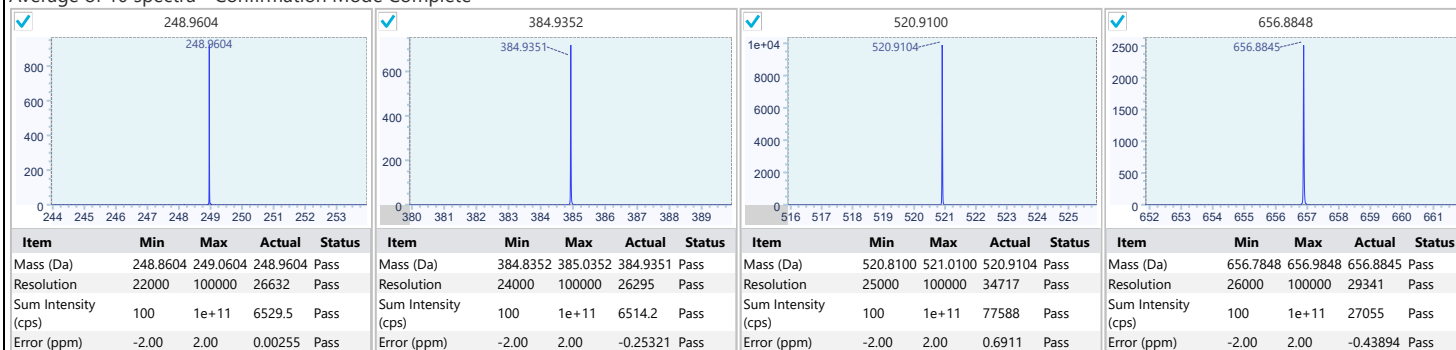 Average of 10 spectra - Confirmation Mode Complete
248.9604
248.9604
800
600
400
200
0
244 245 246 247 248 249 250 251 252 253
Item Min Max Actual Status
Mass (Da) 248.8604 249.0604 248.9604 Pass
Resolution 22000 100000 26632 Pass
Sum Intensity
(cps) 100 1e+11 6529.5 Pass
Error (ppm) -2.00 2.00 0.00255 Pass
384.9352
384.9351
600
400
200
0
380 381 382 383 384 385 386 387 388 389
Item Min Max Actual Status
Mass (Da) 384.8352 385.0352 384.9351 Pass
Resolution 24000 100000 26295 Pass
Sum Intensity
(cps) 100 1e+11 6514.2 Pass
Error (ppm) -2.00 2.00 -0.25321 Pass
520.9100
520.9104
1e+04
8000
6000
4000
2000
0
516 517 518 519 520 521 522 523 524 525
Item Min Max Actual Status
Mass (Da) 520.8100 521.0100 520.9104 Pass
Resolution 25000 100000 34717 Pass
Sum Intensity
(cps) 100 1e+11 77588 Pass
Error (ppm) -2.00 2.00 0.6911 Pass
656.8848
656.8845
2500
2000
1500
1000
500
0
652 653 654 655 656 657 658 659 660 661
Item Min Max Actual Status
Mass (Da) 656.7848 656.9848 656.8845 Pass
Resolution 26000 100000 29341 Pass
Sum Intensity
(cps) 100 1e+11 27055 Pass
Error (ppm) -2.00 2.00 -0.43894 Pass